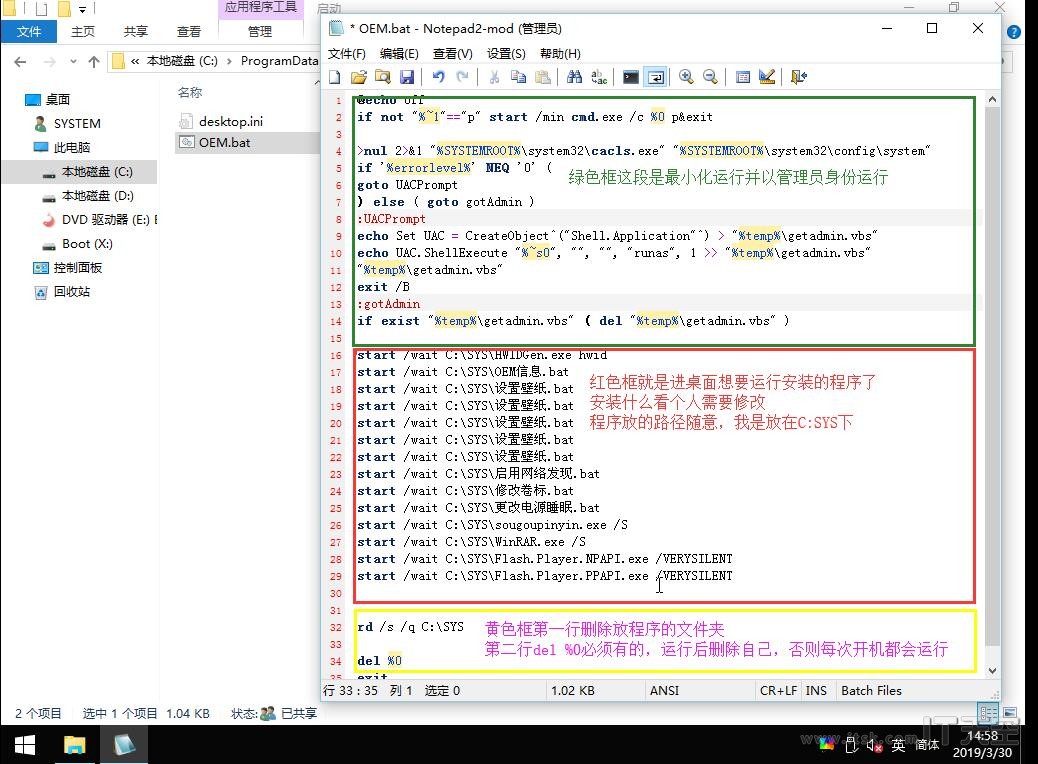 应用程序工具
启动
文件
主页
共享
查看
管理
« 本地磁盘 (C:) › ProgramData
桌面
SYSTEM
此电脑
本地磁盘 (C:)
本地磁盘 (D:)
DVD 驱动器 (E:) E
Boot (X:)
控制面板
回收站
名称
desktop.ini
OEM.bat
* OEM.bat - Notepad2-mod (管理员)
文件(F) 编辑(E) 查看(V) 设置(S) 帮助(H)
1 @echo off
2 if not "%~1"=="p" start /min cmd.exe /c %0 p&exit
3
4 >nul 2>&1 "%SYSTEMROOT%\system32\cacls.exe" "%SYSTEMROOT%\system32\config\system"
5 if '%errorlevel%' NEQ '0' (
6 goto UACPrompt
绿色框这段是最小化运行并以管理员身份运行
7 ) else ( goto gotAdmin )
8 :UACPrompt
9 echo Set UAC = CreateObject^("Shell.Application"^) > "%temp%\getadmin.vbs"
10 echo UAC.ShellExecute "%~s0", "", "", "runas", 1 >> "%temp%\getadmin.vbs"
11 "%temp%\getadmin.vbs"
12 exit /B
13 :gotAdmin
14 if exist "%temp%\getadmin.vbs" ( del "%temp%\getadmin.vbs" )
15
16 start /wait C:\SYS\HWIDGen.exe hwid
17 start /wait C:\SYS\OEM信息.bat
18 start /wait C:\SYS\设置壁纸.bat
红色框就是进桌面想要运行安装的程序了
19 start /wait C:\SYS\设置壁纸.bat
安装什么看个人需要修改
20 start /wait C:\SYS\设置壁纸.bat
程序放的路径随意，我是放在C:SYS下
21 start /wait C:\SYS\设置壁纸.bat
22 start /wait C:\SYS\设置壁纸.bat
23 start /wait C:\SYS\启用网络发现.bat
24 start /wait C:\SYS\修改卷标.bat
25 start /wait C:\SYS\更改电源睡眠.bat
26 start /wait C:\SYS\sougoupinyin.exe /S
27 start /wait C:\SYS\WinRAR.exe /S
28 start /wait C:\SYS\Flash.Player.NPAPI.exe /VERYSILENT
29 start /wait C:\SYS\Flash.Player.PPAPI.exe /VERYSILENT
30
31
32 rd /s /q C:\SYS
黄色框第一行删除放程序的文件夹
33
第二行del %0必须有的，运行后删除自己，否则每次开机都会运行
34 del %0
35 exit
行 33 : 35 列 1 选定 0
1.02 KB
ANSI
CR+LF
INS
Batch Files
2 个项目 选中 1 个项目 1.04 KB 状态: 已共享
IT天空
www.itsk.com
英
简体
14:58
2019/3/30